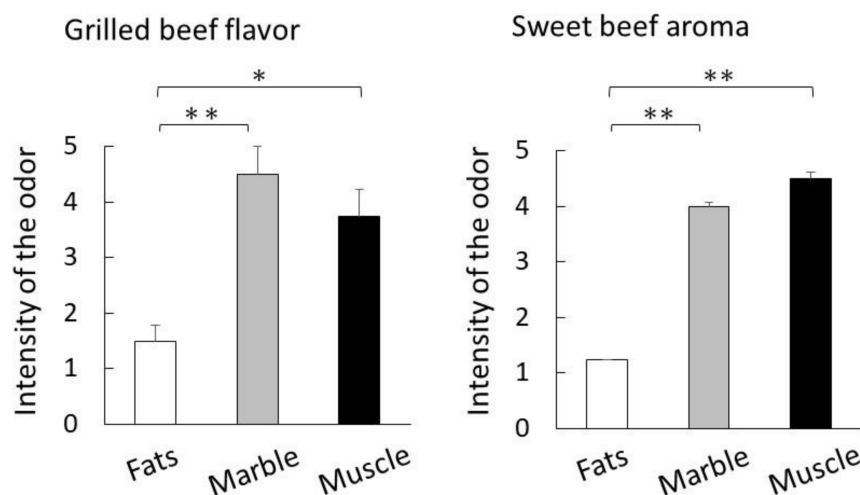 Grilled beef flavor
*
**
Intensity of the odor
5
4
3
2
1
0
Fats
Marble
Muscle
Sweet beef aroma
**
**
Intensity of the odor
5
4
3
2
1
0
Fats
Marble
Muscle